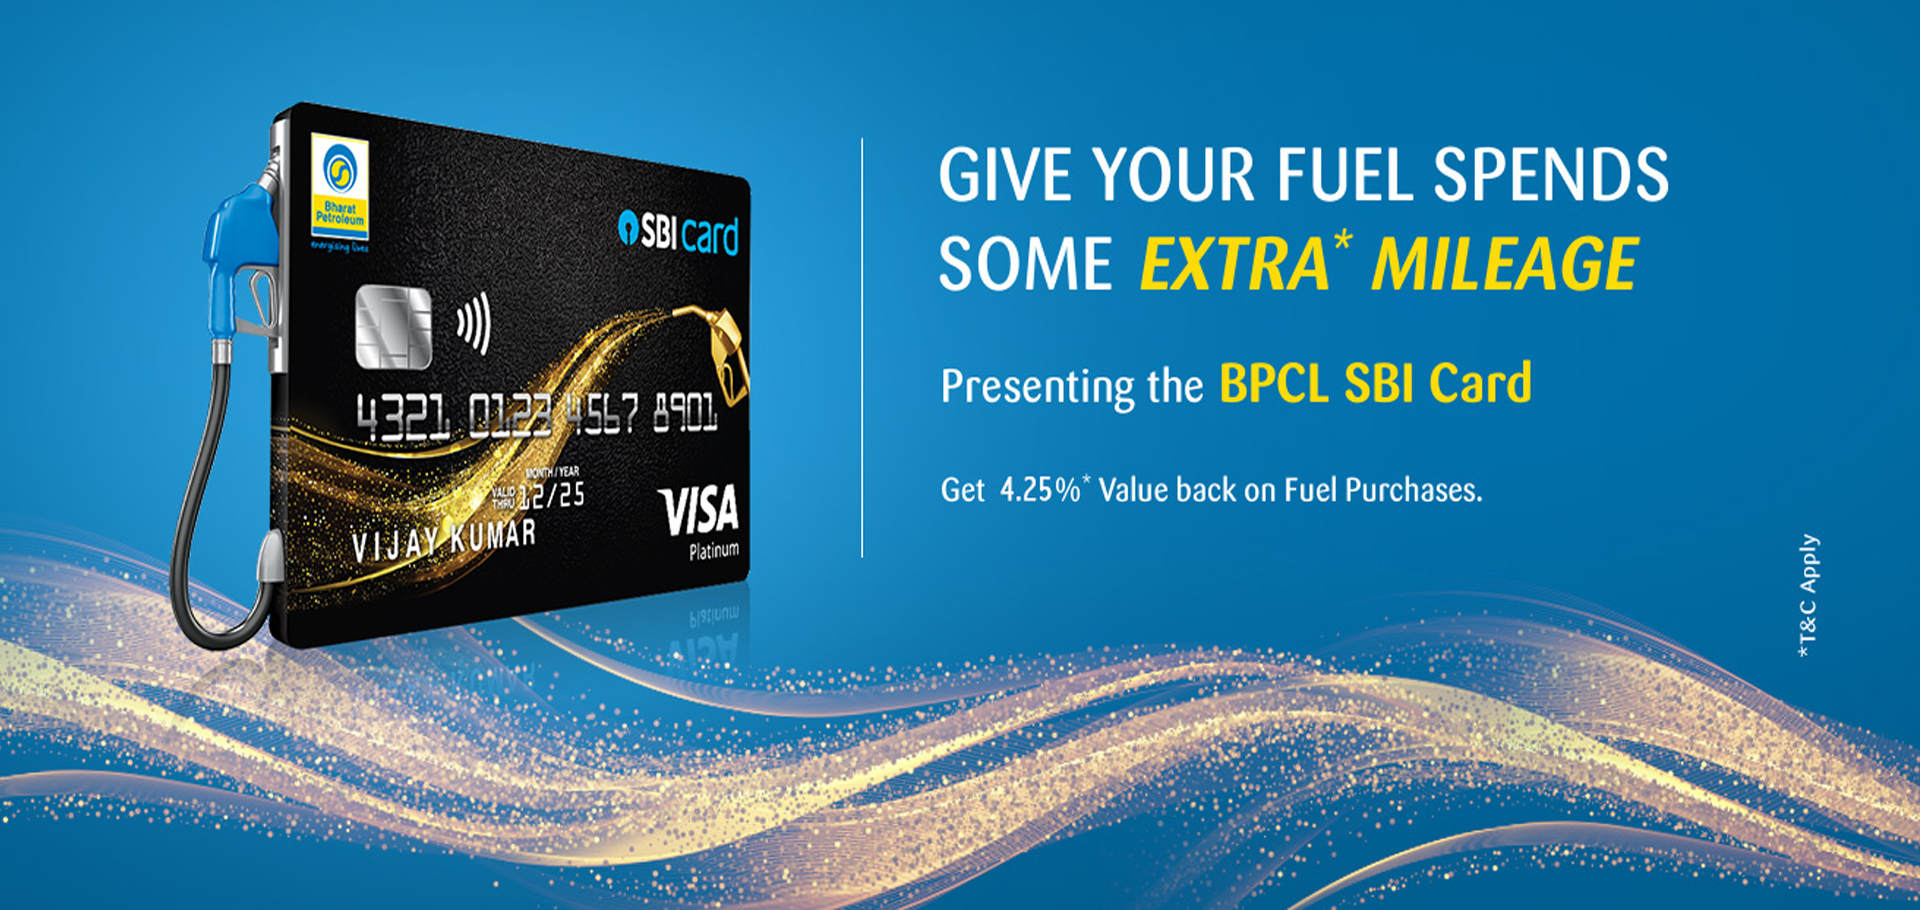 Bharat
Petroleum
energising lives
SBI card
4321 0123 4567 8901
MONTH/YEAR
VALID
THRU 12/25
VIJAY KUMAR
VISA
Platinum
GIVE YOUR FUEL SPENDS
SOME EXTRA* MILEAGE
Presenting the BPCL SBI Card
Get 4.25%* Value back on Fuel Purchases.
*T&C Apply